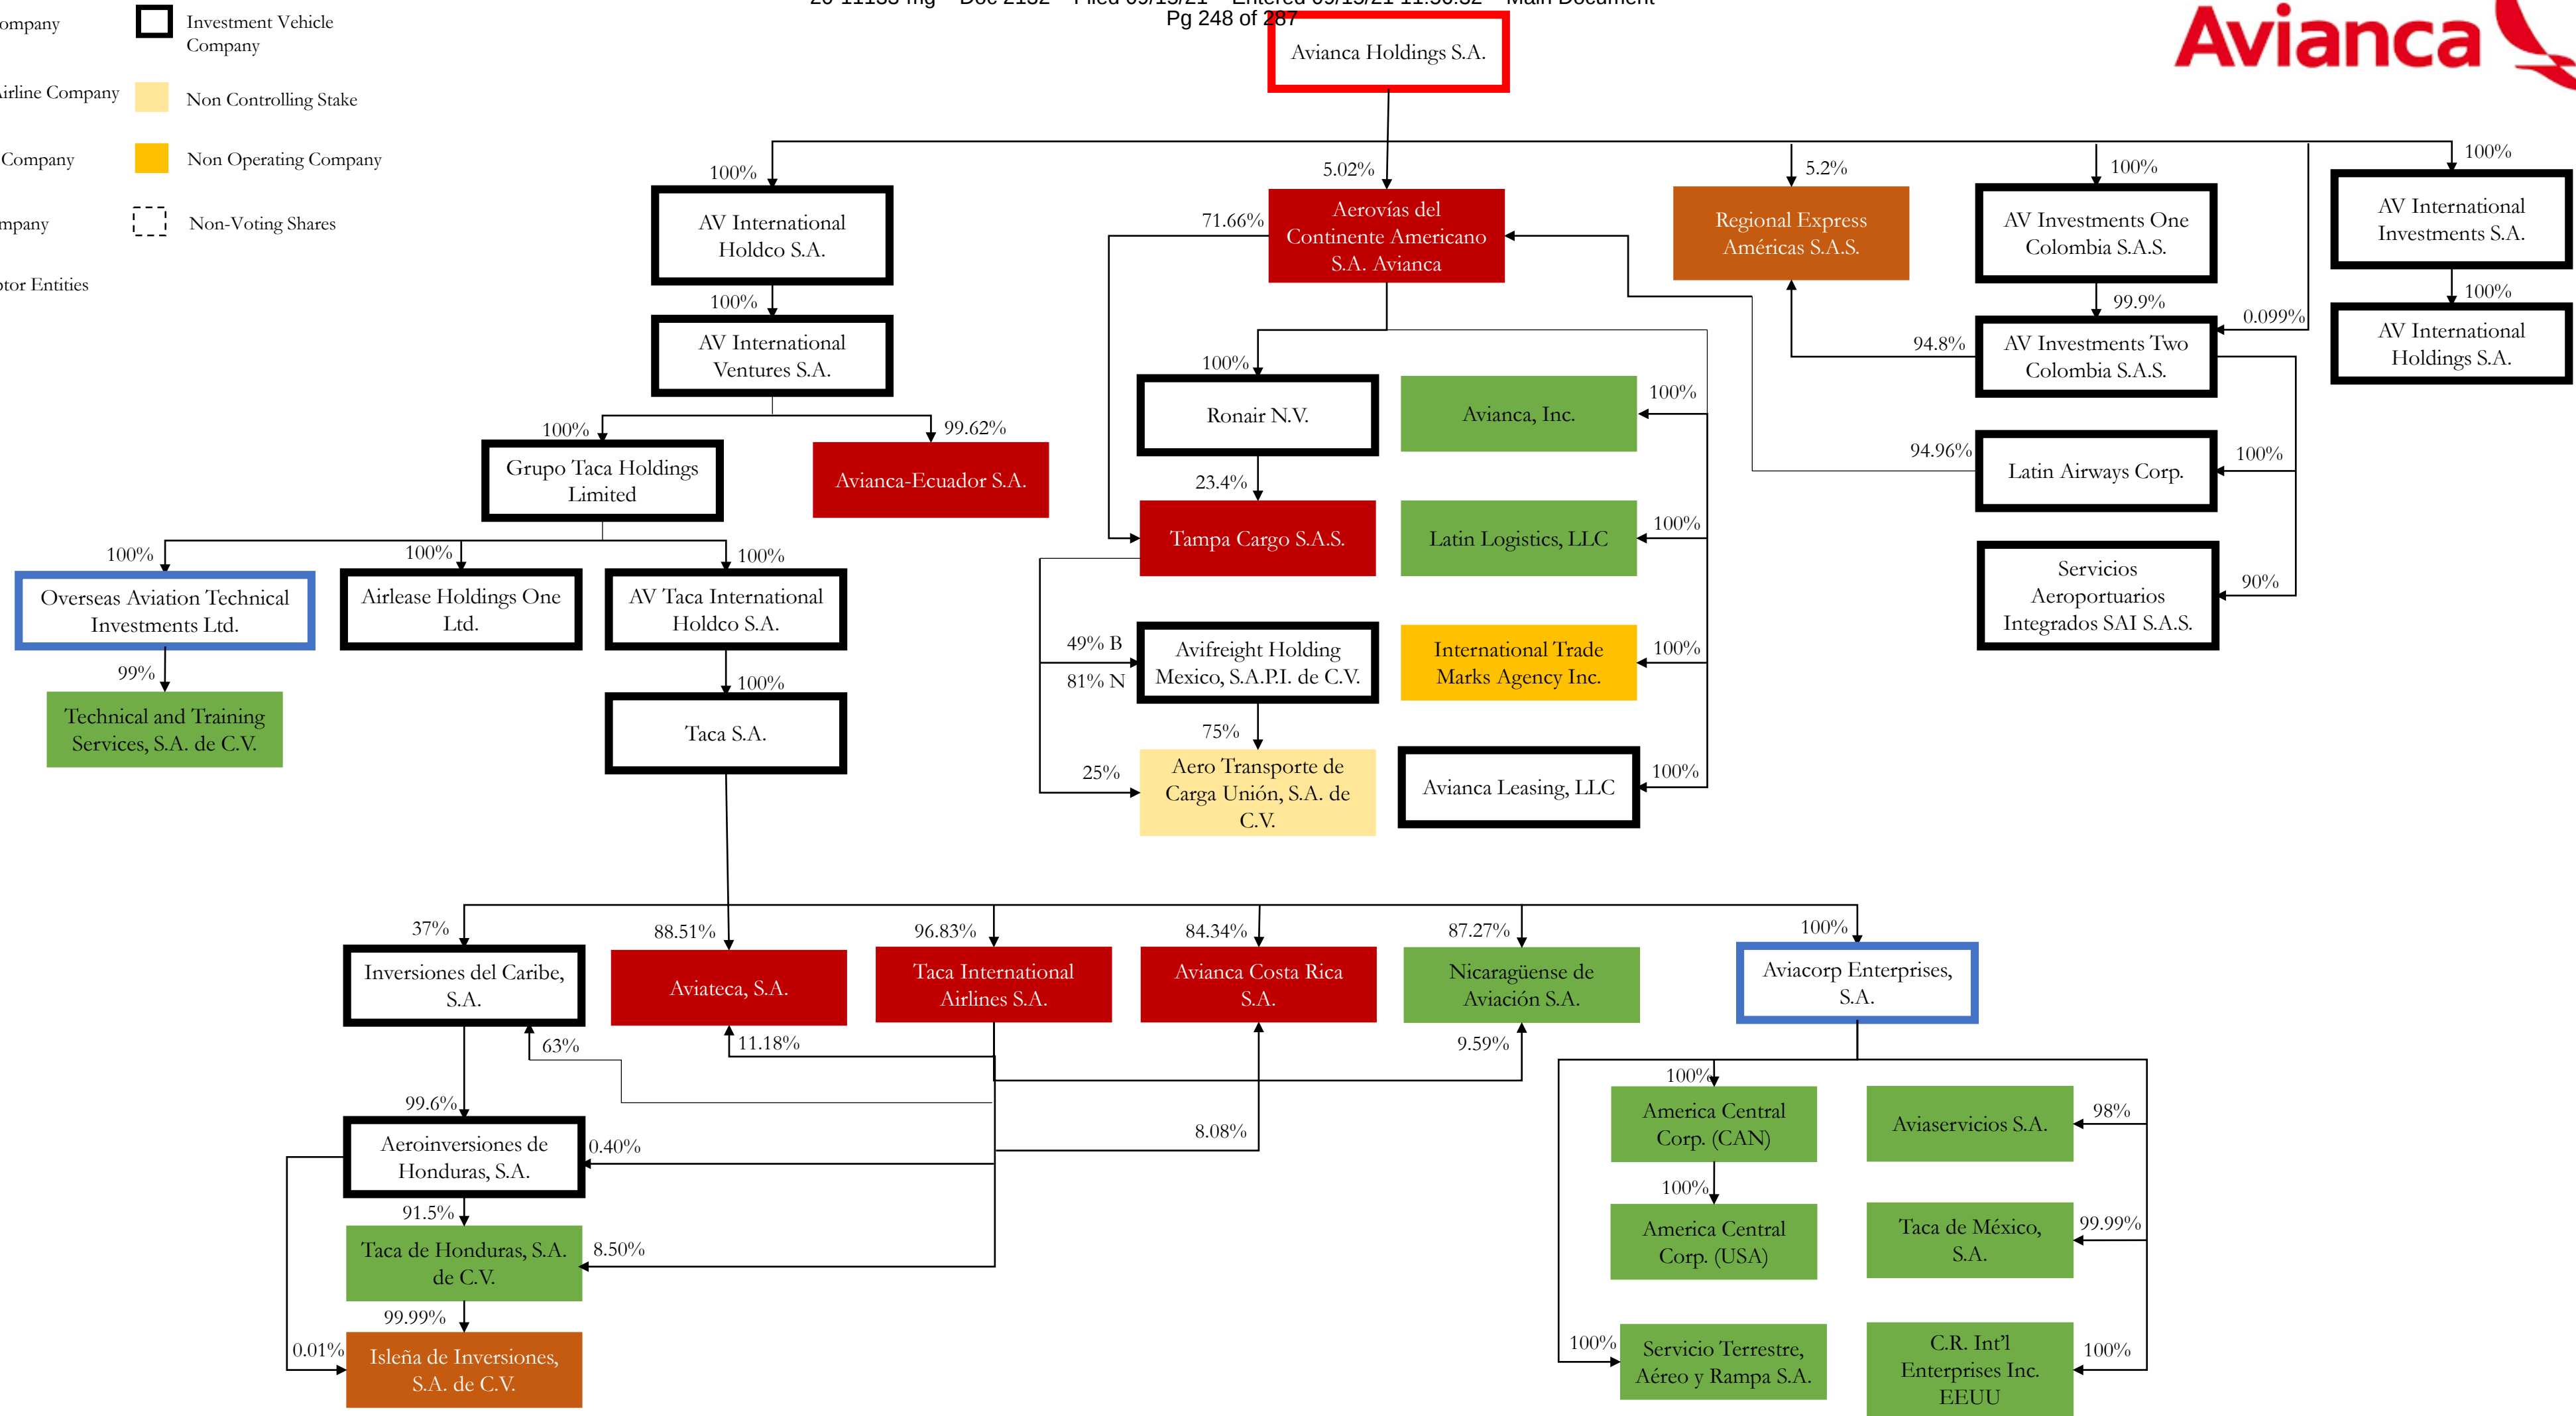 Pg 248 of 287
Avianca
ompany
Investment Vehicle
Company
Airline Company
Non Controlling Stake
Company
Non Operating Company
mpany
Non-Voting Shares
otor Entities
Avianca Holdings S.A.
100%
5.02%
5.2%
100%
100%
AV International
Holdco S.A.
71.66%
Aerovías del
Continente Americano
S.A. Avianca
Regional Express
Américas S.A.S.
AV Investments One
Colombia S.A.S.
AV International
Investments S.A.
100%
99.9%
0.099%
100%
AV International
Ventures S.A.
94.8%
AV Investments Two
Colombia S.A.S.
AV International
Holdings S.A.
100%
99.62%
100%
Ronair N.V.
Avianca, Inc.
100%
Grupo Taca Holdings
Limited
Avianca-Ecuador S.A.
23.4%
94.96%
Latin Airways Corp.
100%
Tampa Cargo S.A.S.
Latin Logistics, LLC
100%
100%
100%
100%
Overseas Aviation Technical
Investments Ltd.
Airlease Holdings One
Ltd.
AV Taca International
Holdco S.A.
Servicios
Aeroportuarios
Integrados SAI S.A.S.
90%
99%
100%
49% B
81% N
Avifreight Holding
Mexico, S.A.P.I. de C.V.
International Trade
Marks Agency Inc.
100%
Technical and Training
Services, S.A. de C.V.
Taca S.A.
75%
25%
Aero Transporte de
Carga Unión, S.A. de
C.V.
Avianca Leasing, LLC
100%
37%
88.51%
96.83%
84.34%
87.27%
100%
Inversiones del Caribe,
S.A.
Aviateca, S.A.
Taca International
Airlines S.A.
Avianca Costa Rica
S.A.
Nicaragüense de
Aviación S.A.
Aviacorp Enterprises,
S.A.
63%
11.18%
9.59%
99.6%
100%
Aeroinversiones de
Honduras, S.A.
0.40%
8.08%
America Central
Corp. (CAN)
Aviaservicios S.A.
98%
91.5%
100%
Taca de Honduras, S.A.
de C.V.
8.50%
America Central
Corp. (USA)
Taca de México,
S.A.
99.99%
99.99%
0.01%
Isleña de Inversiones,
S.A. de C.V.
100%
Servicio Terrestre,
Aéreo y Rampa S.A.
C.R. Int'l
Enterprises Inc.
EEUU
100%